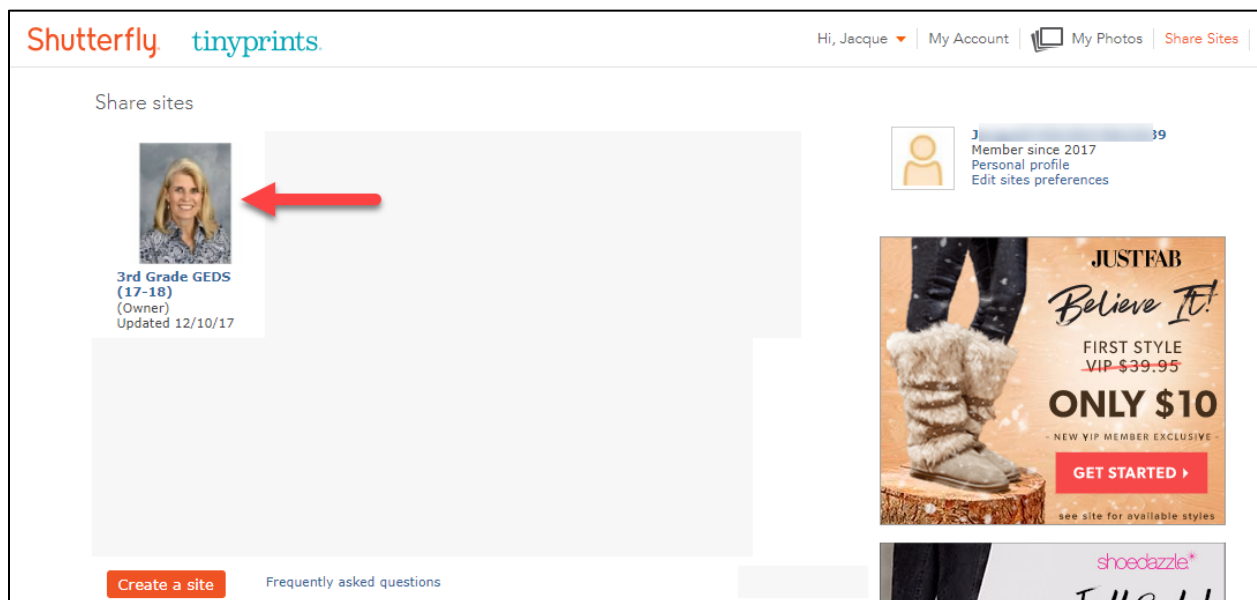 Shutterfly. tinyprints.
Hi, Jacque My Account My Photos Share Sites
Share sites
3rd Grade GEDS
(17-18)
(Owner)
Updated 12/10/17
Create a site
Frequently asked questions
J 39
Member since 2017
Personal profile
Edit sites preferences
JUSTFAB
Believe It!
FIRST STYLE
VIP $39.95
ONLY $10
- NEW VIP MEMBER EXCLUSIVE -
GET STARTED
see site for available styles
shoedazzle*